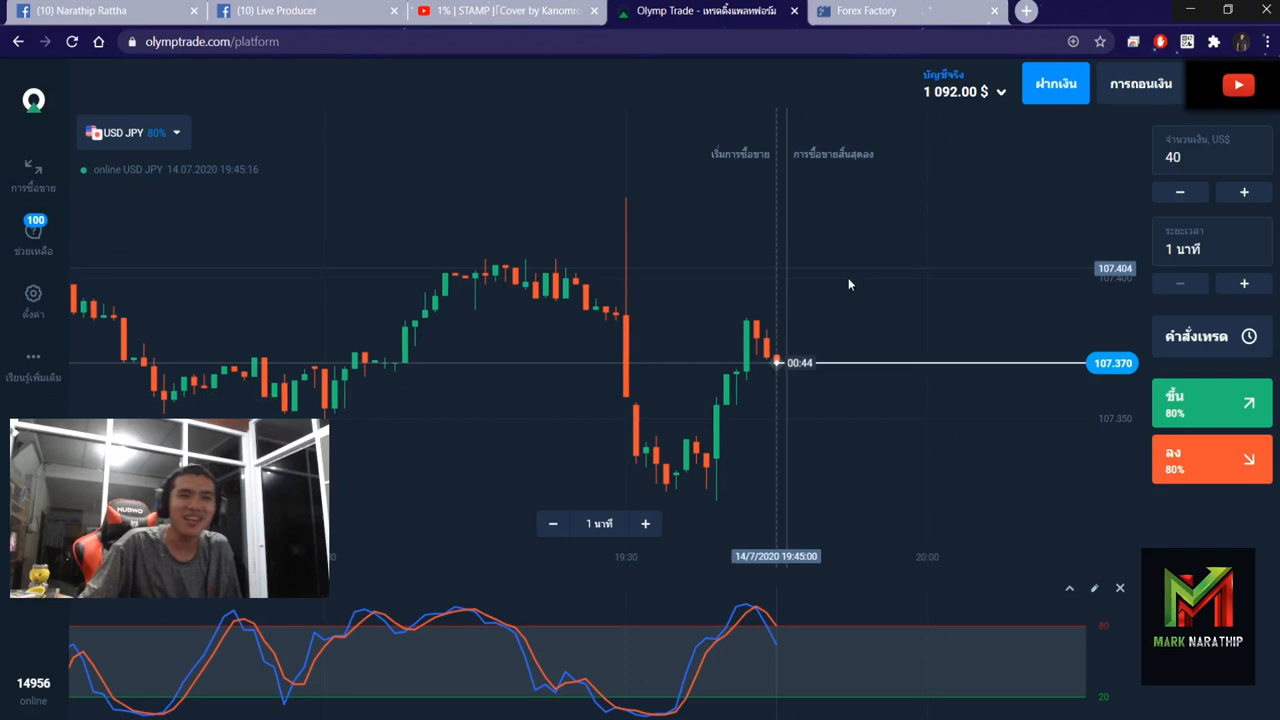 (10) Narathip Rattha
(10) Live Producer
1% | STAMP |「Cover by Kanomro
Olymp Trade - เทรดดิ้งแพลทฟอร์ม
Forex Factory
olymptrade.com/platform
บัญชีจริง
1 092.00 $
ฝากเงิน
การถอนเงิน
USD JPY 80%
online USD JPY 14.07.2020 19:45:16
เริ่มการซื้อขาย
การซื้อขายสิ้นสุดลง
จำนวนเงิน, US$
40
การซื้อขาย
100
ช่วยเหลือ
ระยะเวลา
1 นาที
107.404
107.400
ตั้งค่า
คำสั่งเทรด
00:44
107.370
เรียนรู้เพิ่มเติม
ขึ้น
80%
107.350
ลง
80%
NUBWO
1 นาที
19:30
14/7/2020 19:45:00
20:00
80
MARK NARATHIP
14956
online
20